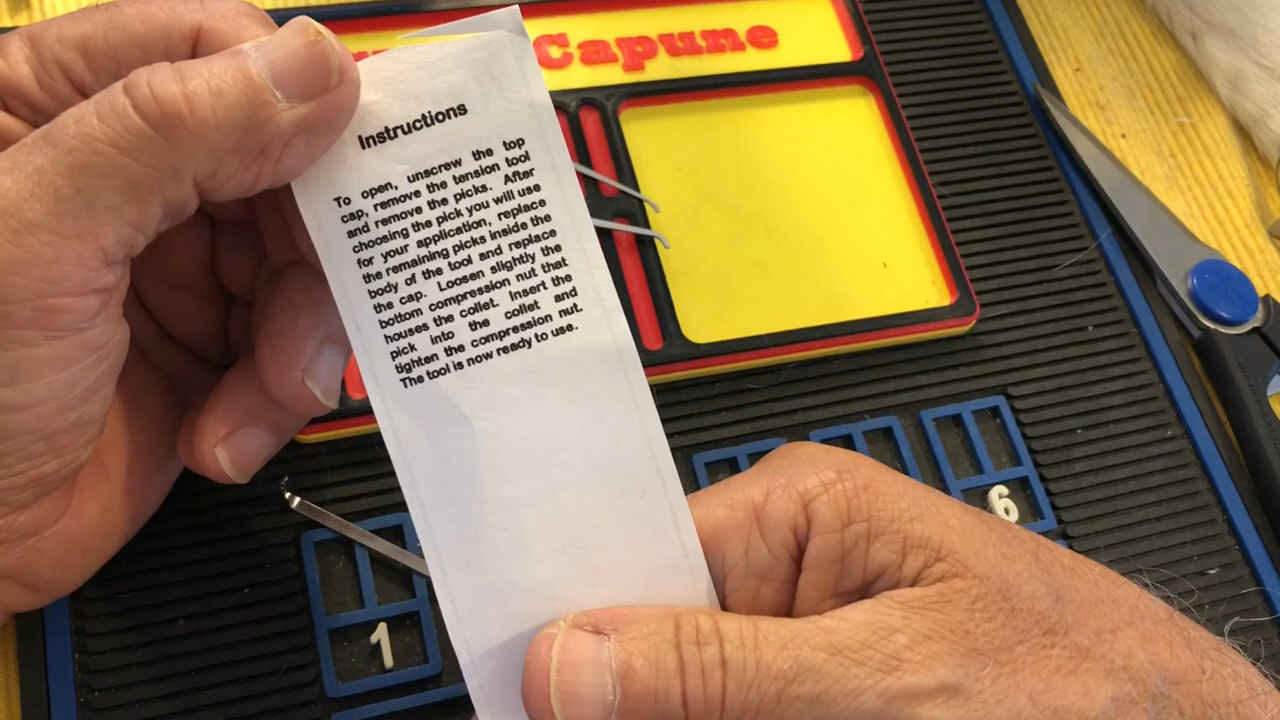 Capune
Instructions
To open, unscrew the top
cap, remove the tension tool
and remove the picks. After
choosing the pick you will use
for your application, replace
the remaining picks inside the
body of the tool and replace
the cap. Loosen slightly the
bottom compression nut that
houses the collet. Insert the
pick into the collet and
tighten the compression nut.
The tool is now ready to use.
6
1